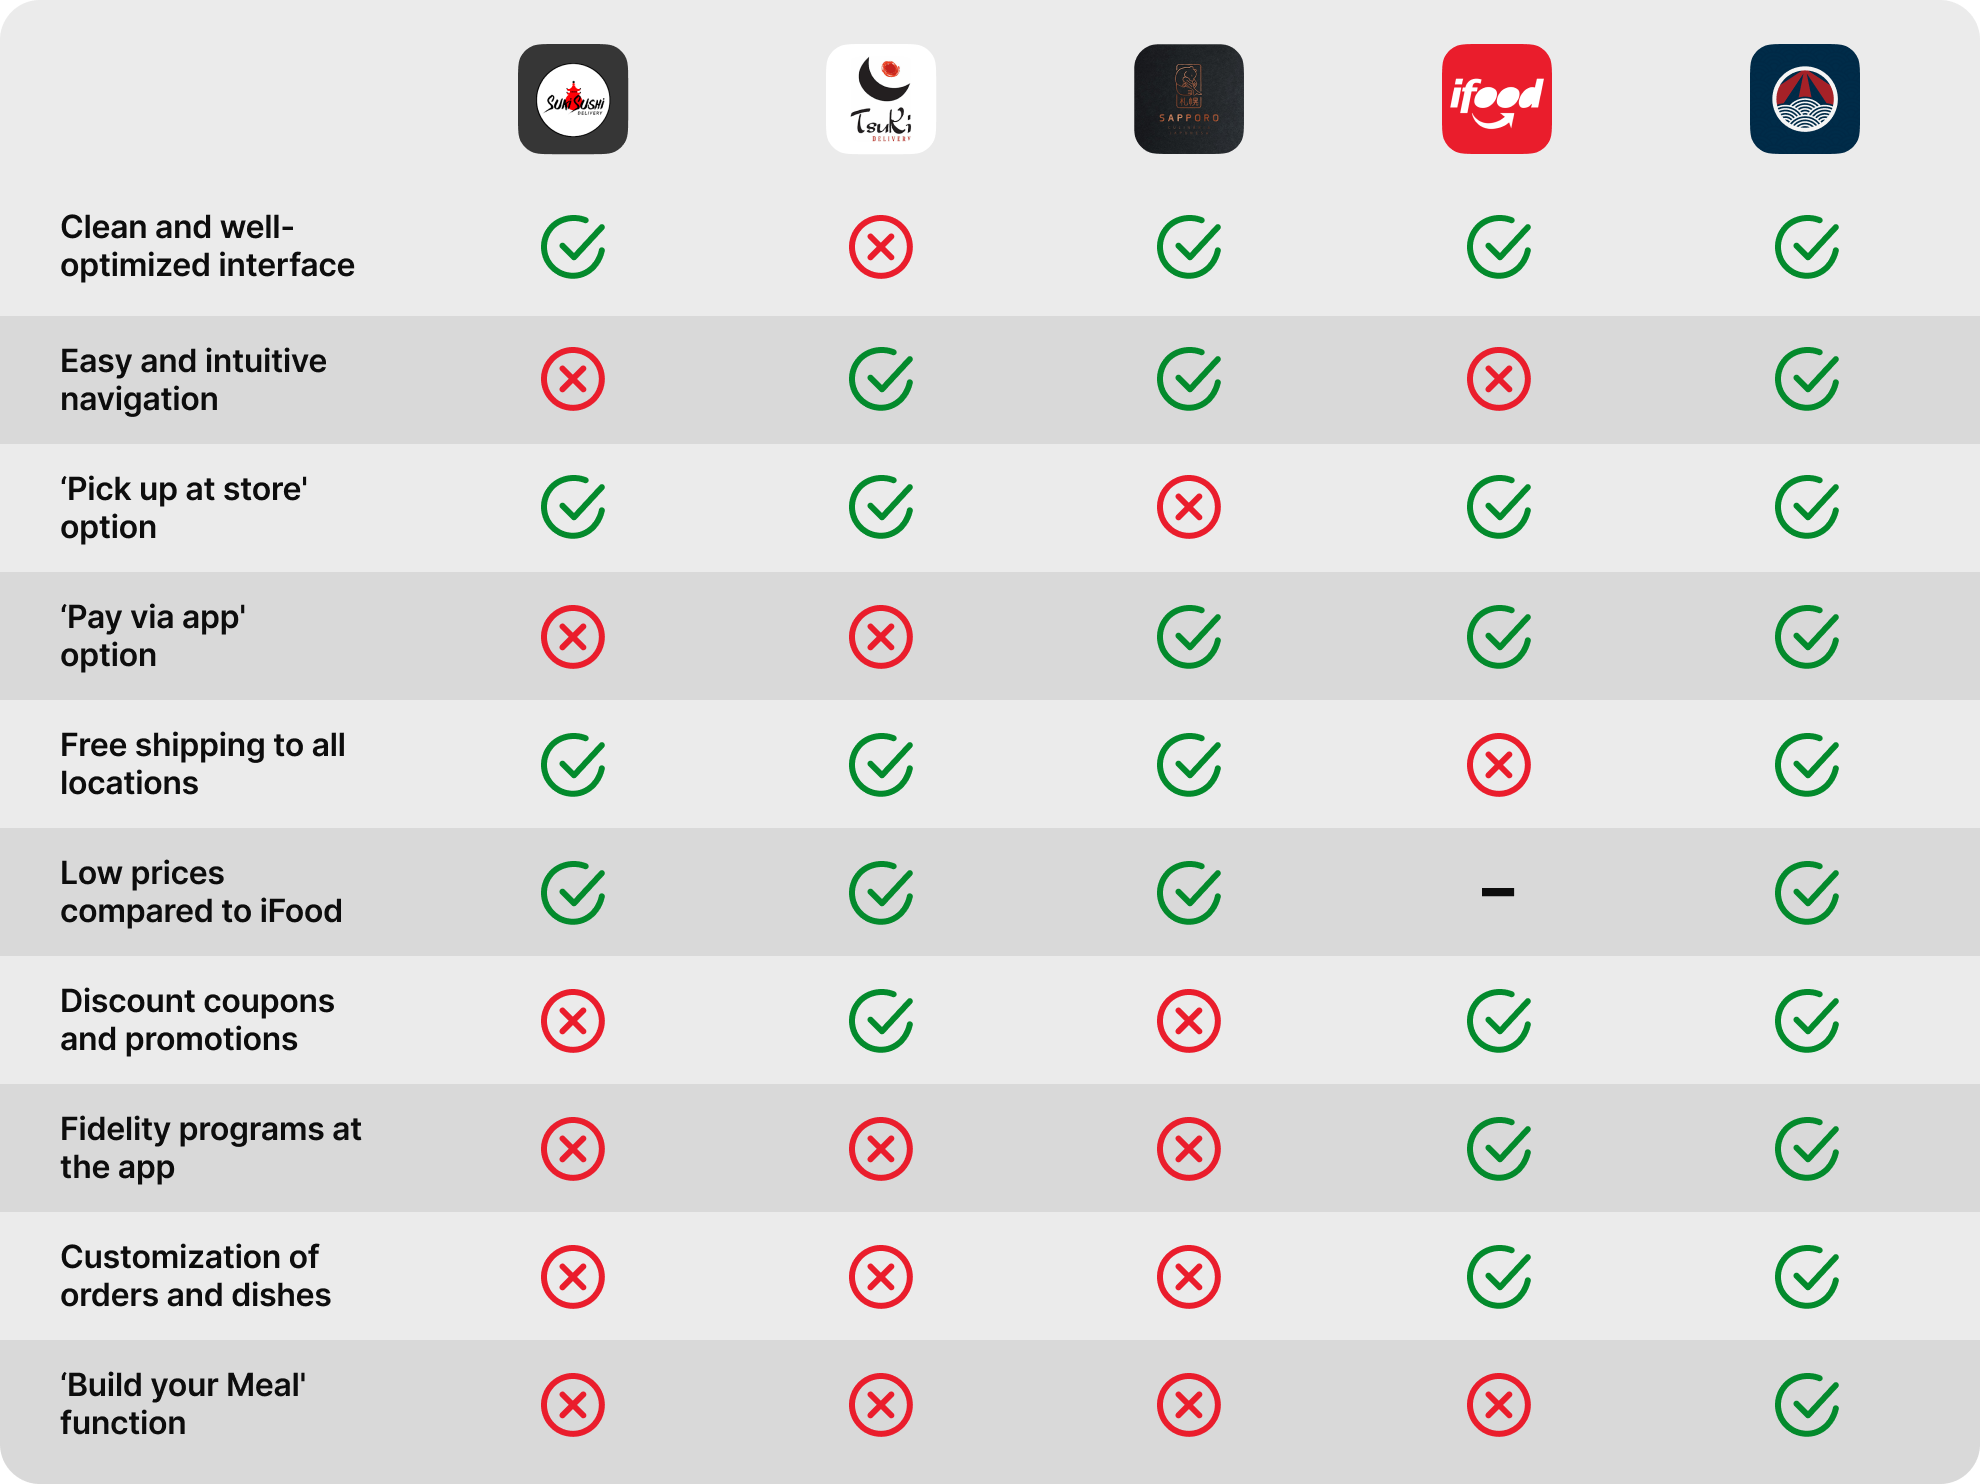 SUKI SUSHI
DELIVERY
TsuKi
DELIVERY
SAPPORO
ifood
Clean and well-
optimized interface
Easy and intuitive
navigation
‘Pick up at store'
option
‘Pay via app'
option
Free shipping to all
locations
Low prices
compared to iFood
Discount coupons
and promotions
Fidelity programs at
the app
Customization of
orders and dishes
‘Build your Meal'
function